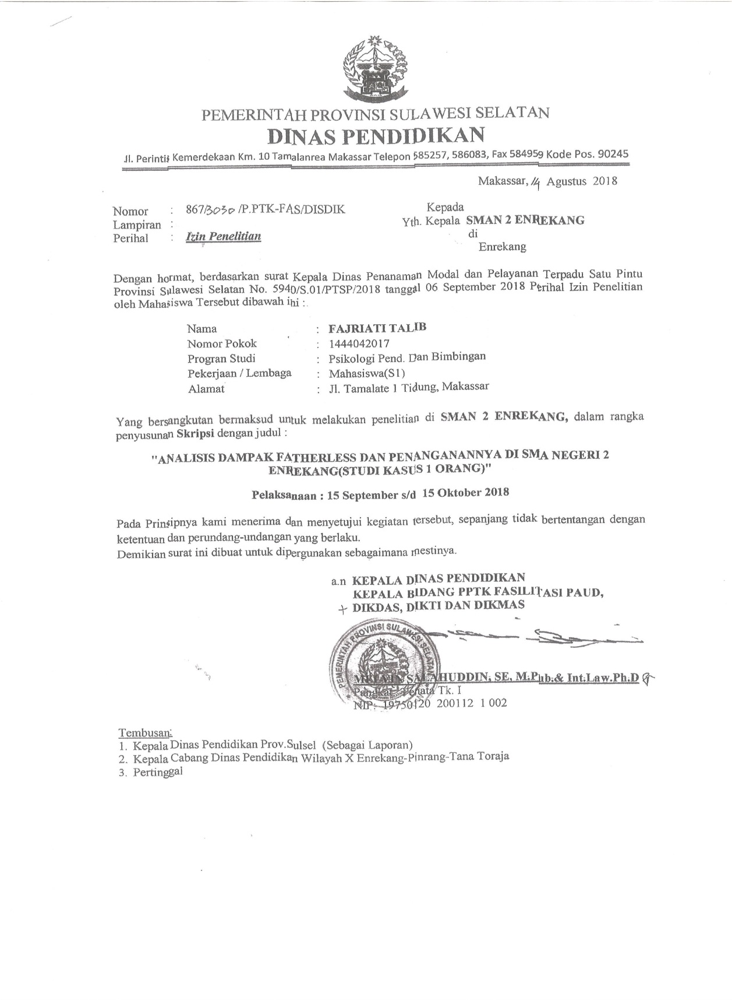 PEMERINTAH PROVINSI SULAWESI SELATAN
DINAS PENDIDIKAN
Jl. Perintis Kemerdekaan Km. 10 Tamalanrea Makassar Telepon 585257, 586083, Fax 584959 Kode Pos. 90245
Makassar, 14 Agustus 2018
Nomor : 867/3030/P.PTK-FAS/DISDIK
Lampiran :
Perihal : Izin Penelitian
Kepada
Yth. Kepala SMAN 2 ENREKANG
di
Enrekang
Dengan hormat, berdasarkan surat Kepala Dinas Penanaman Modal dan Pelayanan Terpadu Satu Pintu
Provinsi Sulawesi Selatan No. 5940/S.01/PTSP/2018 tanggal 06 September 2018 Perihal Izin Penelitian
oleh Mahasiswa Tersebut dibawah ini :
Nama : FAJRIATI TALIB
Nomor Pokok : 1444042017
Progran Studi : Psikologi Pend. Dan Bimbingan
Pekerjaan / Lembaga : Mahasiswa(S1)
Alamat : Jl. Tamalate 1 Tidung, Makassar
Yang bersangkutan bermaksud untuk melakukan penelitian di SMAN 2 ENREKANG, dalam rangka
penyusunan Skripsi dengan judul :
"ANALISIS DAMPAK FATHERLESS DAN PENANGANANNYA DI SMA NEGERI 2
ENREKANG(STUDI KASUS 1 ORANG)"
Pelaksanaan : 15 September s/d 15 Oktober 2018
Pada Prinsipnya kami menerima dan menyetujui kegiatan tersebut, sepanjang tidak bertentangan dengan
ketentuan dan perundang-undangan yang berlaku.
Demikian surat ini dibuat untuk dipergunakan sebagaimana mestinya.
a.n KEPALA DINAS PENDIDIKAN
KEPALA BIDANG PPTK FASILITASI PAUD,
DIKDAS, DIKTI DAN DIKMAS
PEMERINTAH PROVINSI SULAWESI SELATAN
SALAHUDDIN, SE, M.Pub.& Int.Law.Ph.D
Pangkat : Penata Tk. I
NIP: 19750120 200112 1 002
Tembusan:
1. Kepala Dinas Pendidikan Prov.Sulsel (Sebagai Laporan)
2. Kepala Cabang Dinas Pendidikan Wilayah X Enrekang-Pinrang-Tana Toraja
3. Pertinggal